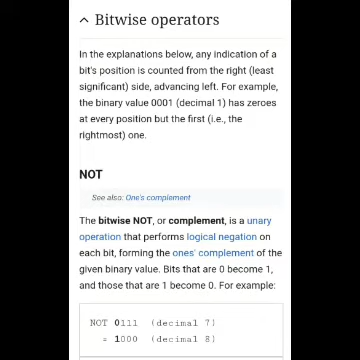 Bitwise operators
In the explanations below, any indication of a
bit's position is counted from the right (least
significant) side, advancing left. For example,
the binary value 0001 (decimal 1) has zeroes
at every position but the first (i.e., the
rightmost) one.
NOT
See also: One's complement
The bitwise NOT, or complement, is a unary
operation that performs logical negation on
each bit, forming the ones' complement of the
given binary value. Bits that are 0 become 1,
and those that are 1 become 0. For example:
NOT 0111 (decimal 7)
= 1000 (decimal 8)